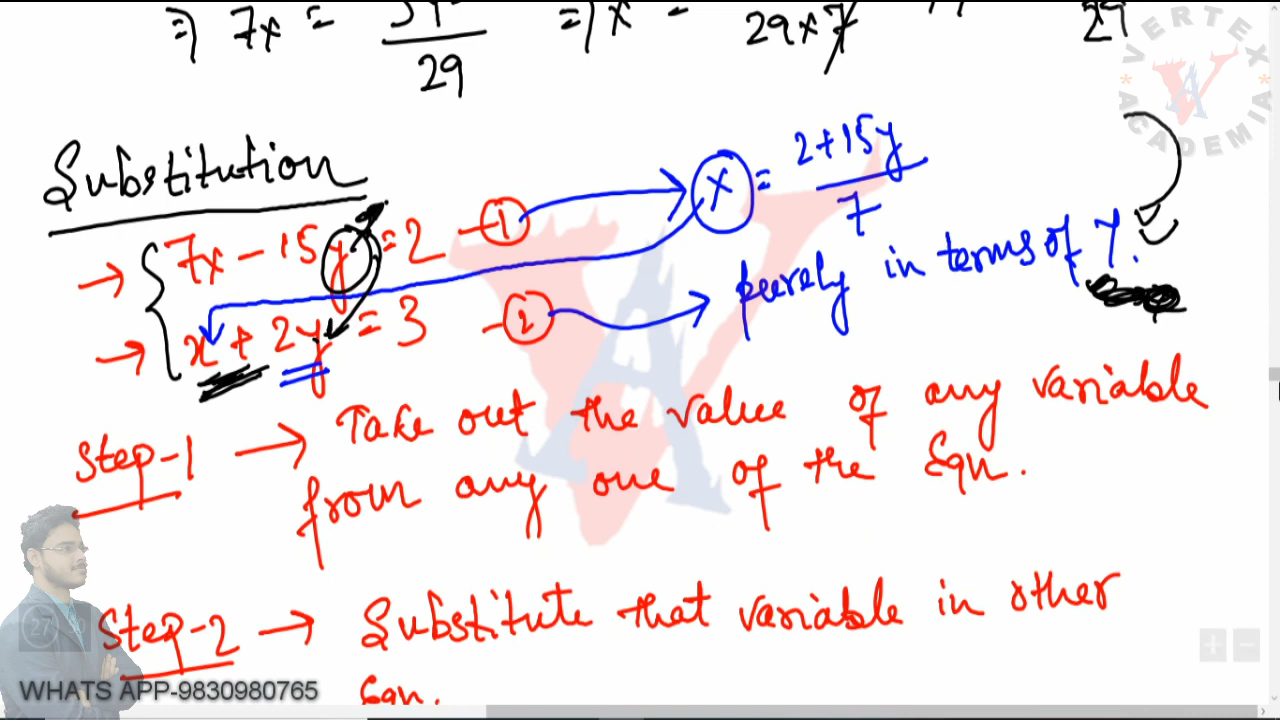 ⇒ 7x = /29 ⇒ x = /29×7 29
VERTEX ACADEMIA
Substitution
→ 7x − 15y = 2 — ① → x = (2+15y)/7
→ x + 2y = 3 — ② → purely in terms of y.
Step-1 → Take out the value of any variable
from any one of the Eqn.
Step-2 → Substitute that variable in other
Eqn.
27
WHATS APP-9830980765